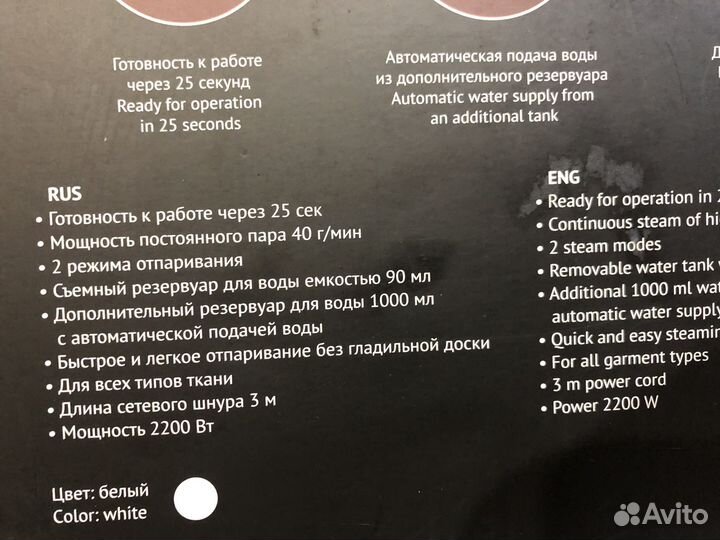 Готовность к работе
через 25 секунд
Ready for operation
in 25 seconds
Автоматическая подача воды
из дополнительного резервуара
Automatic water supply from
an additional tank
RUS
• Готовность к работе через 25 сек
• Мощность постоянного пара 40 г/мин
• 2 режима отпаривания
• Съемный резервуар для воды емкостью 90 мл
• Дополнительный резервуар для воды 1000 мл
с автоматической подачей воды
• Быстрое и легкое отпаривание без гладильной доски
• Для всех типов ткани
• Длина сетевого шнура 3 м
• Мощность 2200 Вт
ENG
• Ready for operation in
• Continuous steam of
• 2 steam modes
• Removable water tank
• Additional 1000 ml
automatic water supply
• Quick and easy
• For all garment types
• 3 m power cord
• Power 2200 W
Цвет: белый
Color: white
Avito